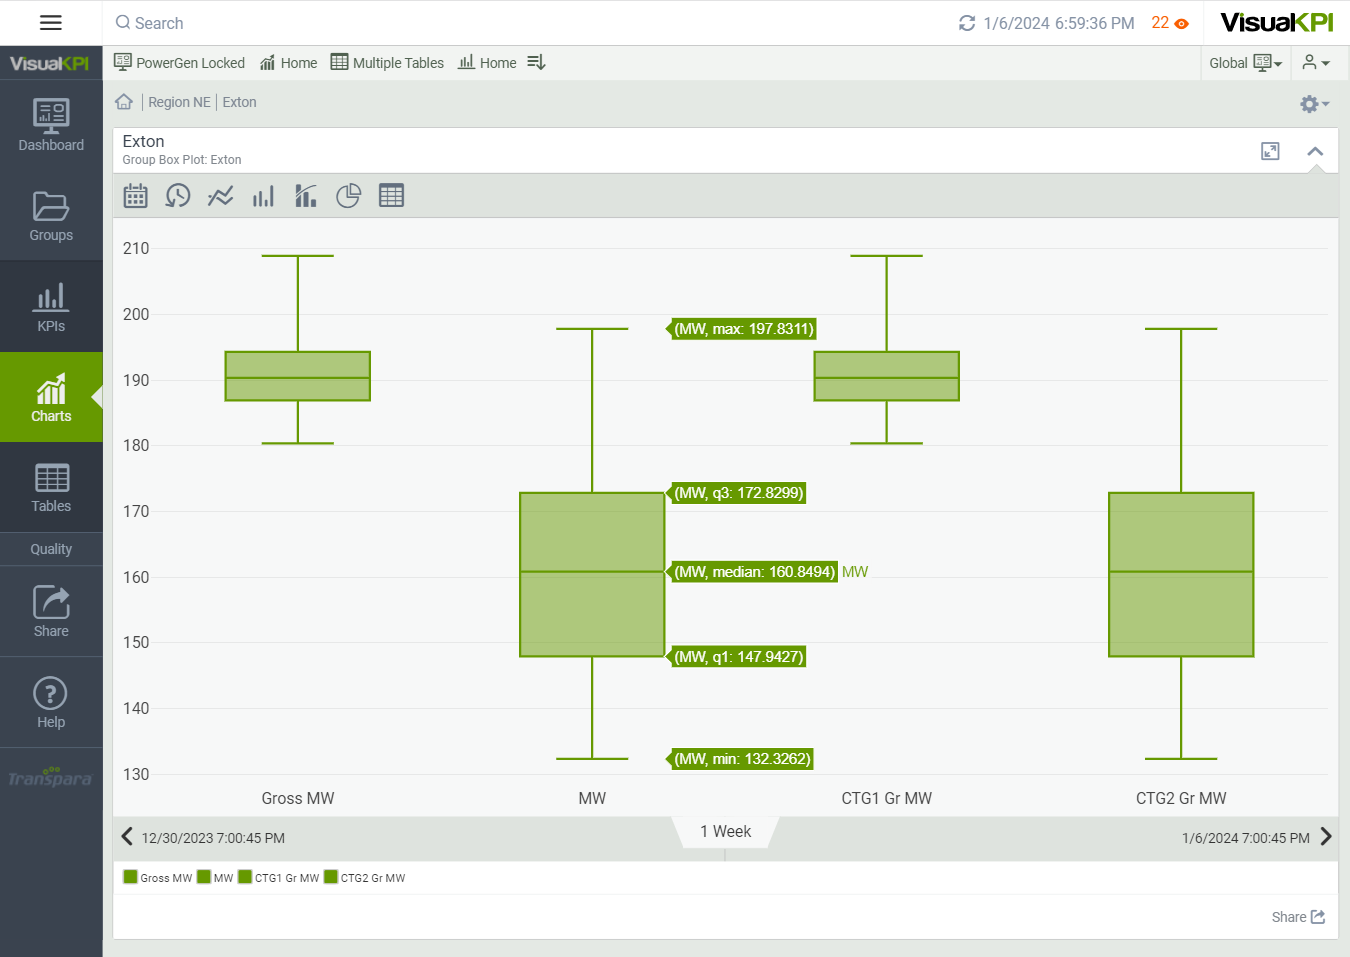 Search
1/6/2024 6:59:36 PM
22
VisualKPI
VisualKPI
PowerGen Locked
Home
Multiple Tables
Home
Global
Region NE | Exton
Dashboard
Groups
KPIs
Charts
Tables
Quality
Share
Help
Transpara
Exton
Group Box Plot: Exton
210
200
190
180
170
160
150
140
130
(MW, max: 197.8311)
(MW, q3: 172.8299)
(MW, median: 160.8494) MW
(MW, q1: 147.9427)
(MW, min: 132.3262)
Gross MW
MW
CTG1 Gr MW
CTG2 Gr MW
12/30/2023 7:00:45 PM
1 Week
1/6/2024 7:00:45 PM
Gross MW MW CTG1 Gr MW CTG2 Gr MW
Share